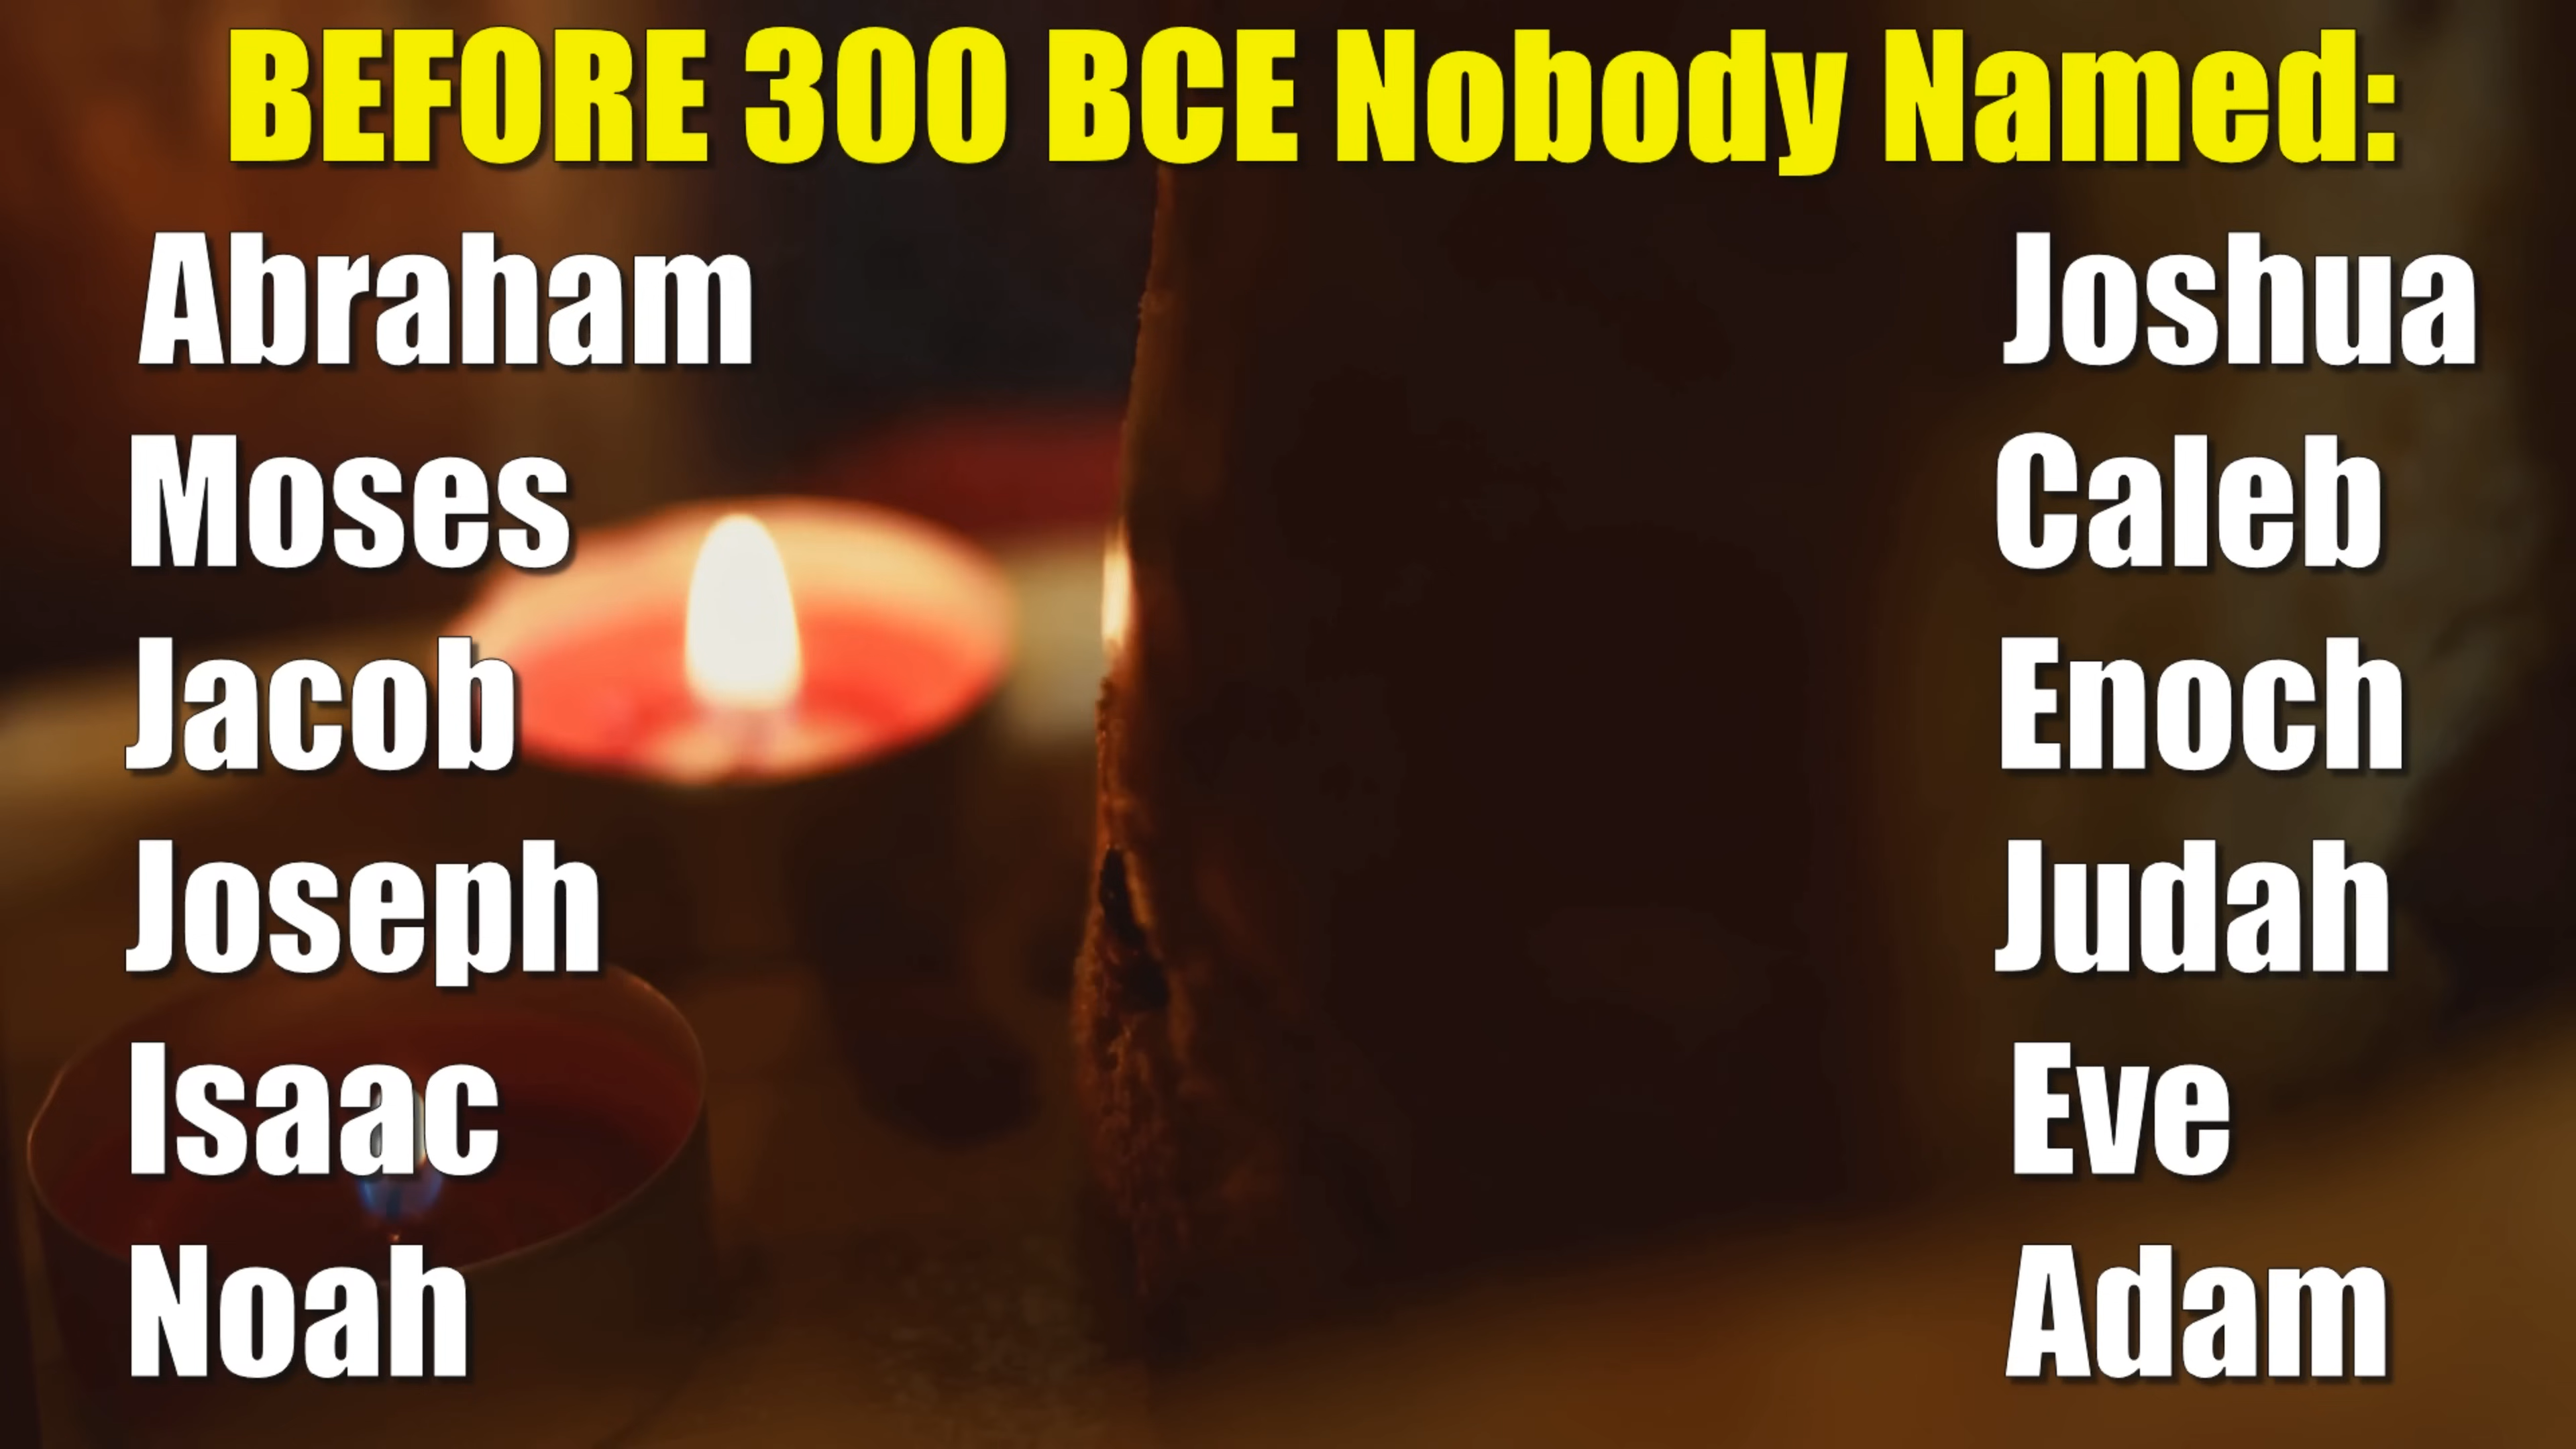 BEFORE 300 BCE Nobody Named:
Abraham
Moses
Jacob
Joseph
Isaac
Noah
Joshua
Caleb
Enoch
Judah
Eve
Adam